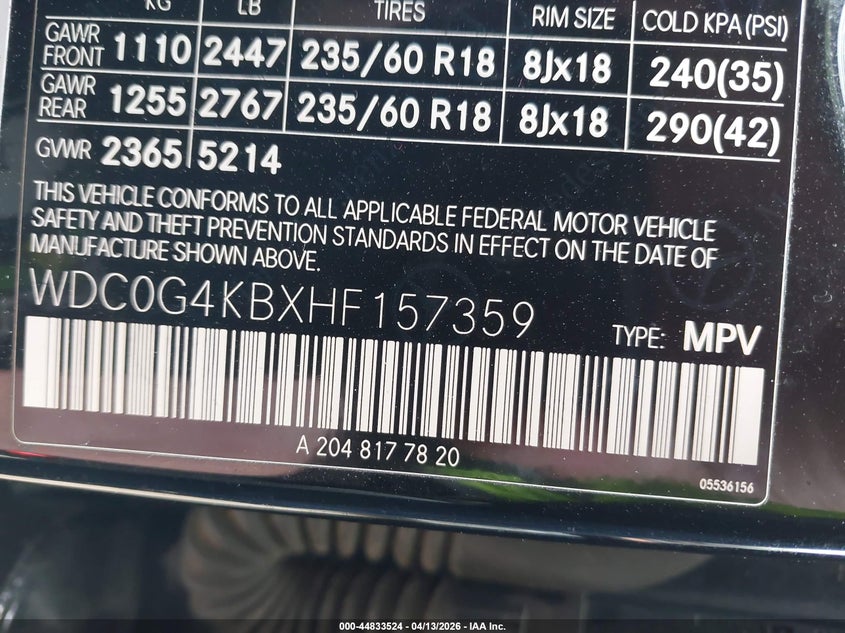 KG LB TIRES RIM SIZE COLD KPA (PSI)
GAWR FRONT 1110 2447 235/60 R18 8Jx18 240(35)
GAWR REAR 1255 2767 235/60 R18 8Jx18 290(42)
GVWR 2365 5214
THIS VEHICLE CONFORMS TO ALL APPLICABLE FEDERAL MOTOR VEHICLE
SAFETY AND THEFT PREVENTION STANDARDS IN EFFECT ON THE DATE OF
MANUFACTURE SHOWN ABOVE.
WDC0G4KBXHF157359
TYPE: MPV
A 204 817 78 20
05536156
000-44833524 - 04/13/2026 - IAA Inc.